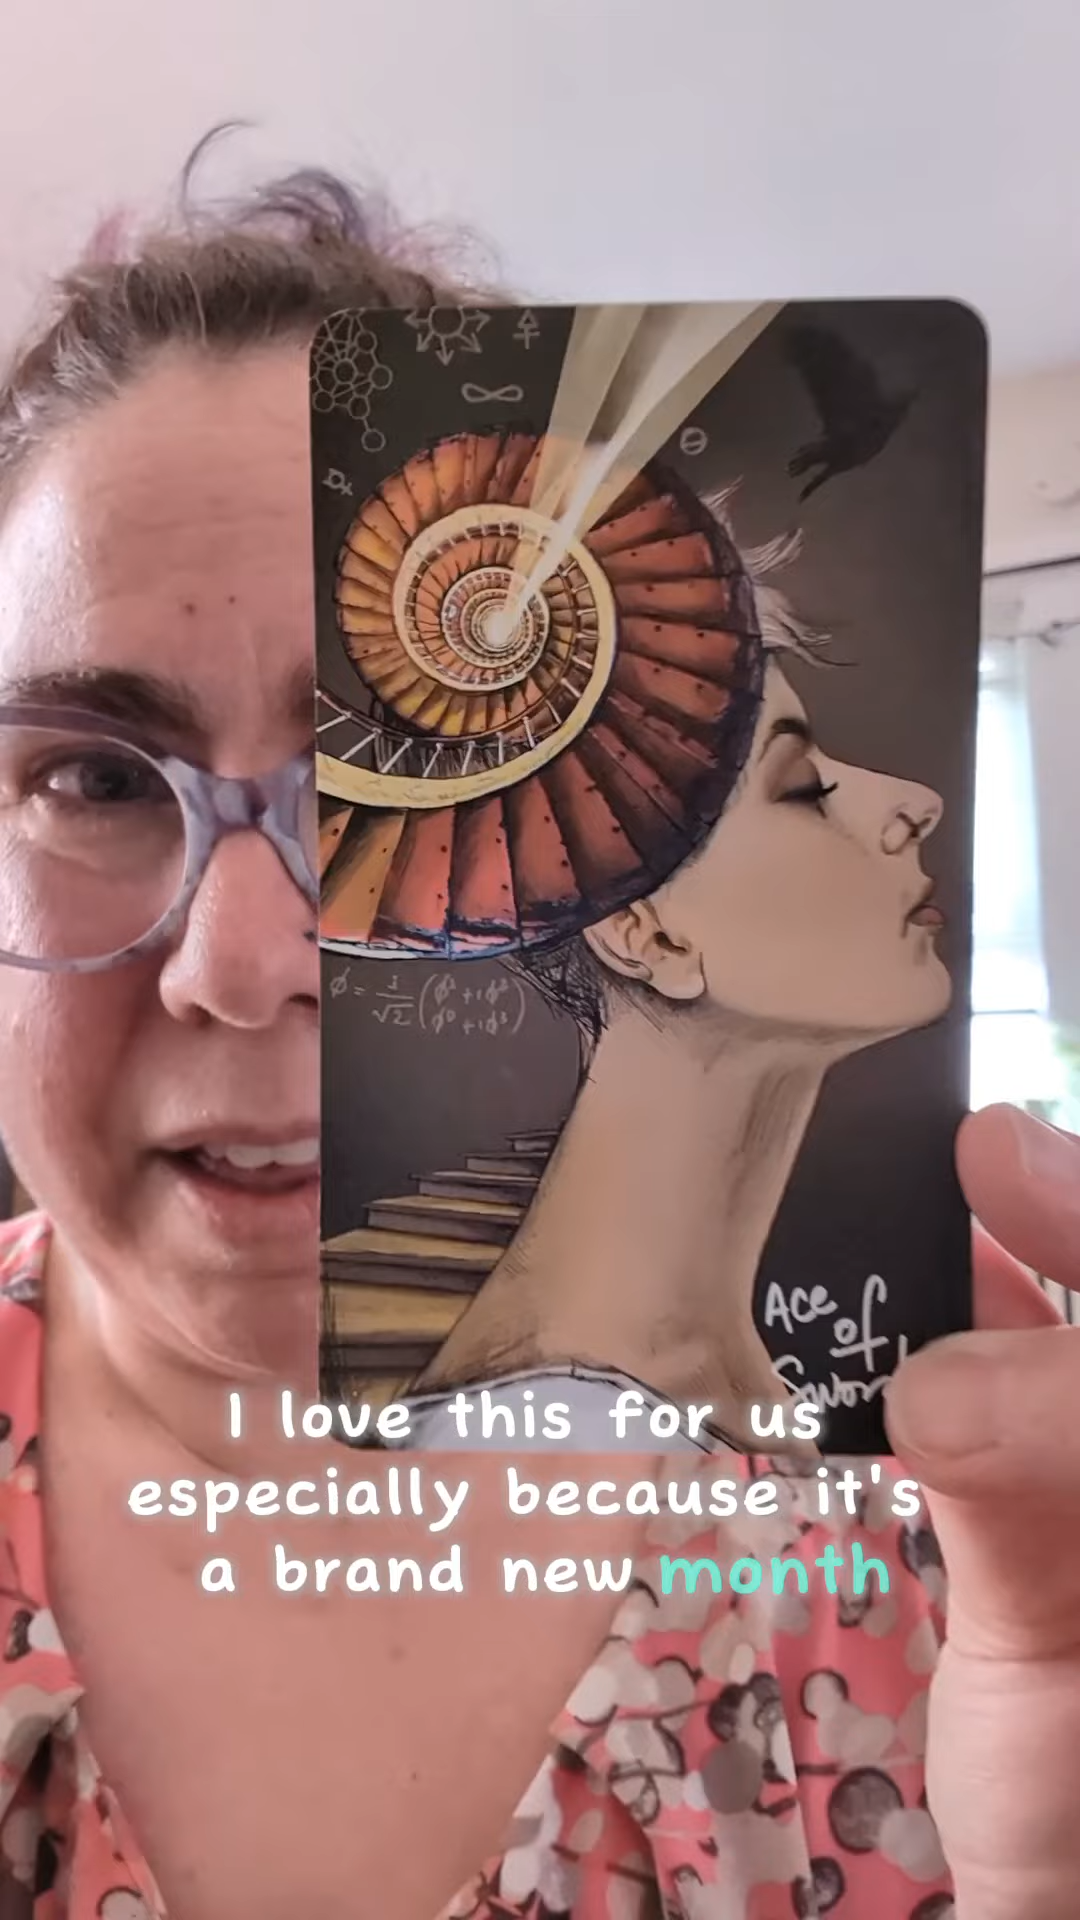 Ace
of
I love this for us
especially because it's
a brand new month